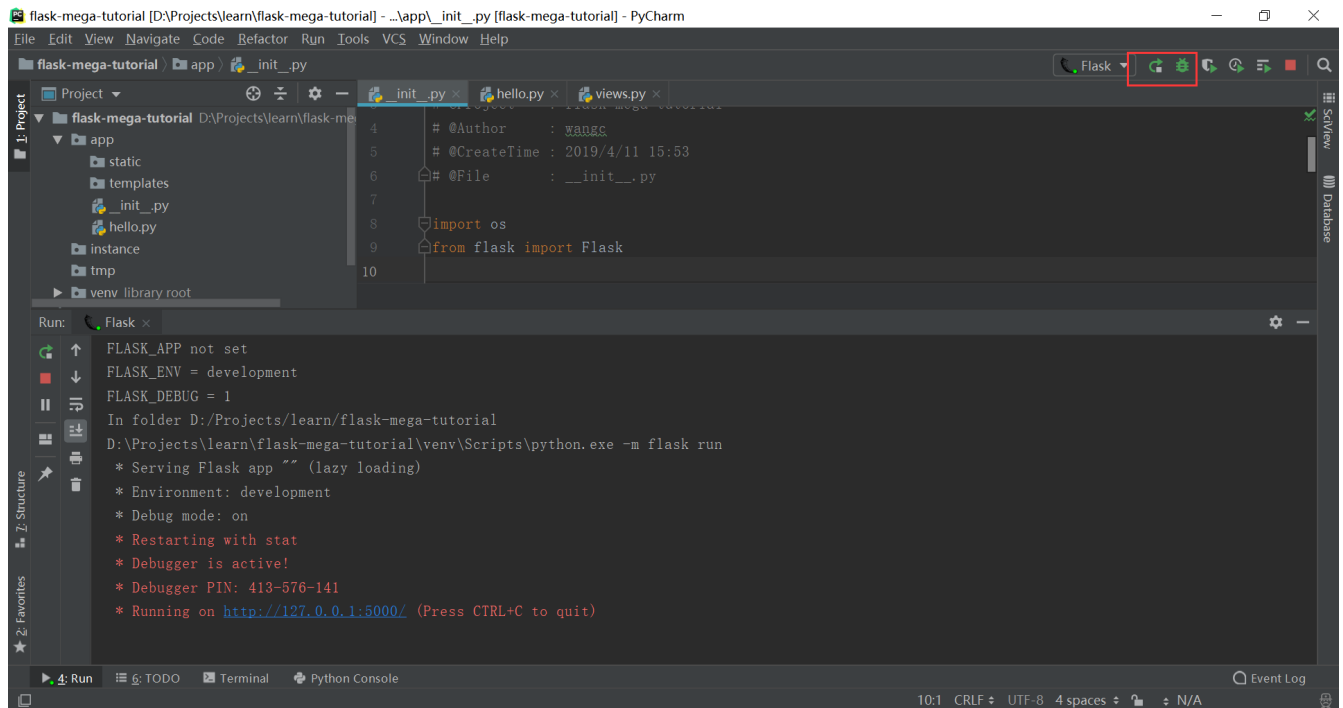 flask-mega-tutorial [D:\Projects\learn\flask-mega-tutorial] - ...\app\__init__.py [flask-mega-tutorial] - PyCharm
File Edit View Navigate Code Refactor Run Tools VCS Window Help
flask-mega-tutorial app __init__.py
Flask
1: Project
Project
__init__.py
hello.py
views.py
flask-mega-tutorial D:\Projects\learn\flask-me
app
static
templates
__init__.py
hello.py
instance
tmp
venv library root
4 # @Author : wangc
5 # @CreateTime : 2019/4/11 15:53
6 # @File : __init__.py
7
8 import os
9 from flask import Flask
10
SciView
Database
Run: Flask
FLASK_APP not set
FLASK_ENV = development
FLASK_DEBUG = 1
In folder D:/Projects/learn/flask-mega-tutorial
D:\Projects\learn\flask-mega-tutorial\venv\Scripts\python.exe -m flask run
* Serving Flask app "" (lazy loading)
* Environment: development
* Debug mode: on
* Restarting with stat
* Debugger is active!
* Debugger PIN: 413-576-141
* Running on http://127.0.0.1:5000/ (Press CTRL+C to quit)
7: Structure
2: Favorites
4: Run 6: TODO Terminal Python Console Event Log
10:1 CRLF UTF-8 4 spaces N/A